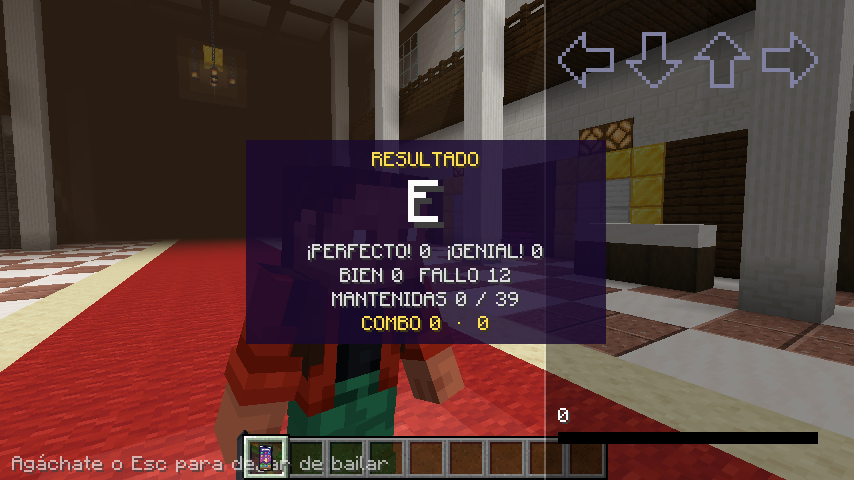 RESULTADO
E
¡PERFECTO! 0 ¡GENIAL! 0
BIEN 0 FALLO 12
MANTENIDAS 0 / 39
COMBO 0 · 0
0
Agáchate o Esc para dejar de bailar